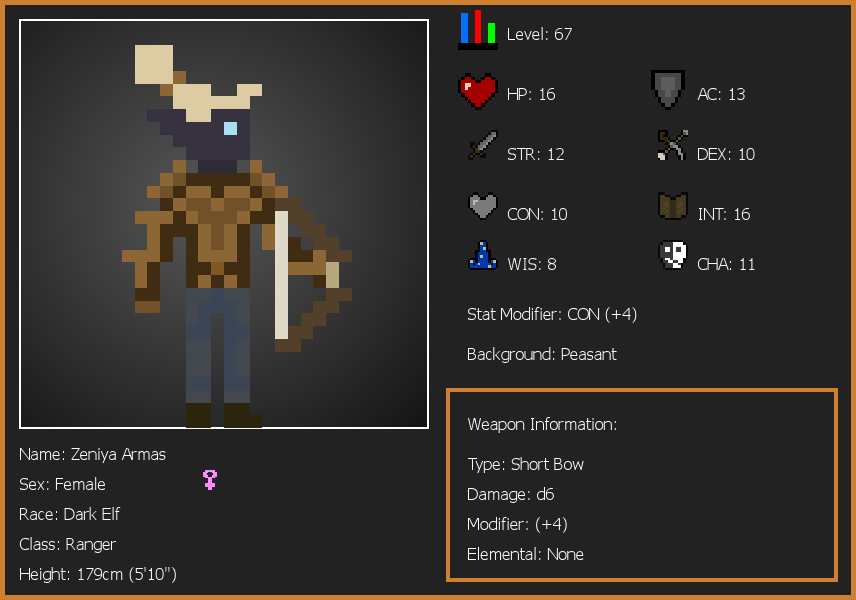 Level: 67
HP: 16
AC: 13
STR: 12
DEX: 10
CON: 10
INT: 16
WIS: 8
CHA: 11
Stat Modifier: CON (+4)
Background: Peasant
Weapon Information:
Type: Short Bow
Damage: d6
Modifier: (+4)
Elemental: None
Name: Zeniya Armas
Sex: Female
Race: Dark Elf
Class: Ranger
Height: 179cm (5'10")